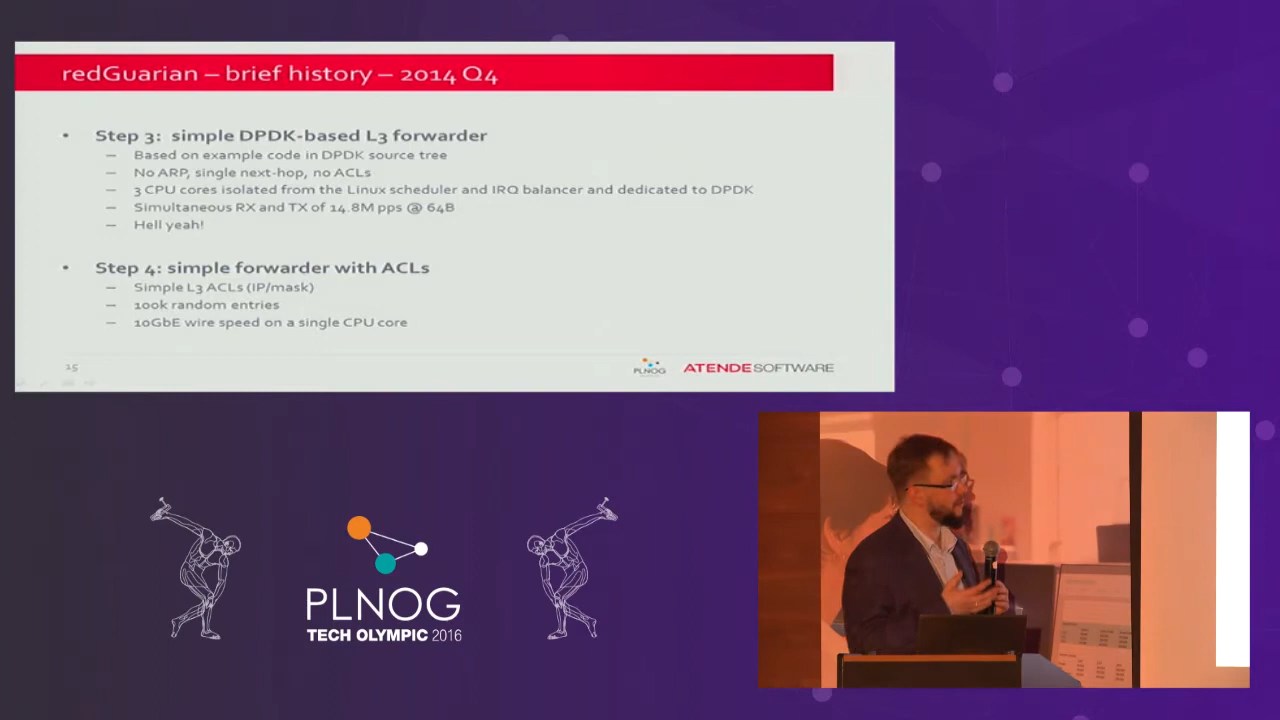 redGuarian – brief history – 2014 Q4
• Step 3: simple DPDK-based L3 forwarder
– Based on example code in DPDK source tree
– No ARP, single next-hop, no ACLs
– 3 CPU cores isolated from the Linux scheduler and IRQ balancer and dedicated to DPDK
– Simultaneous RX and TX of 14.8M pps @ 64B
– Hell yeah!
• Step 4: simple forwarder with ACLs
– Simple L3 ACLs (IP/mask)
– 100k random entries
– 10GbE wire speed on a single CPU core
15
PLNOG
ATENDESOFTWARE
PLNOG
TECH OLYMPIC 2016